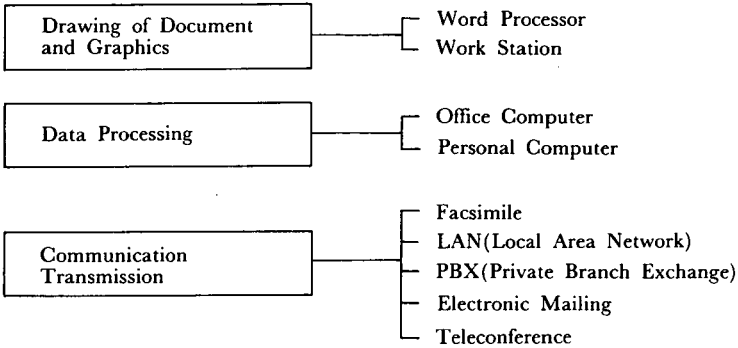 Drawing of Document
and Graphics
Word Processor
Work Station
Data Processing
Office Computer
Personal Computer
Communication
Transmission
Facsimile
LAN(Local Area Network)
PBX(Private Branch Exchange)
Electronic Mailing
Teleconference